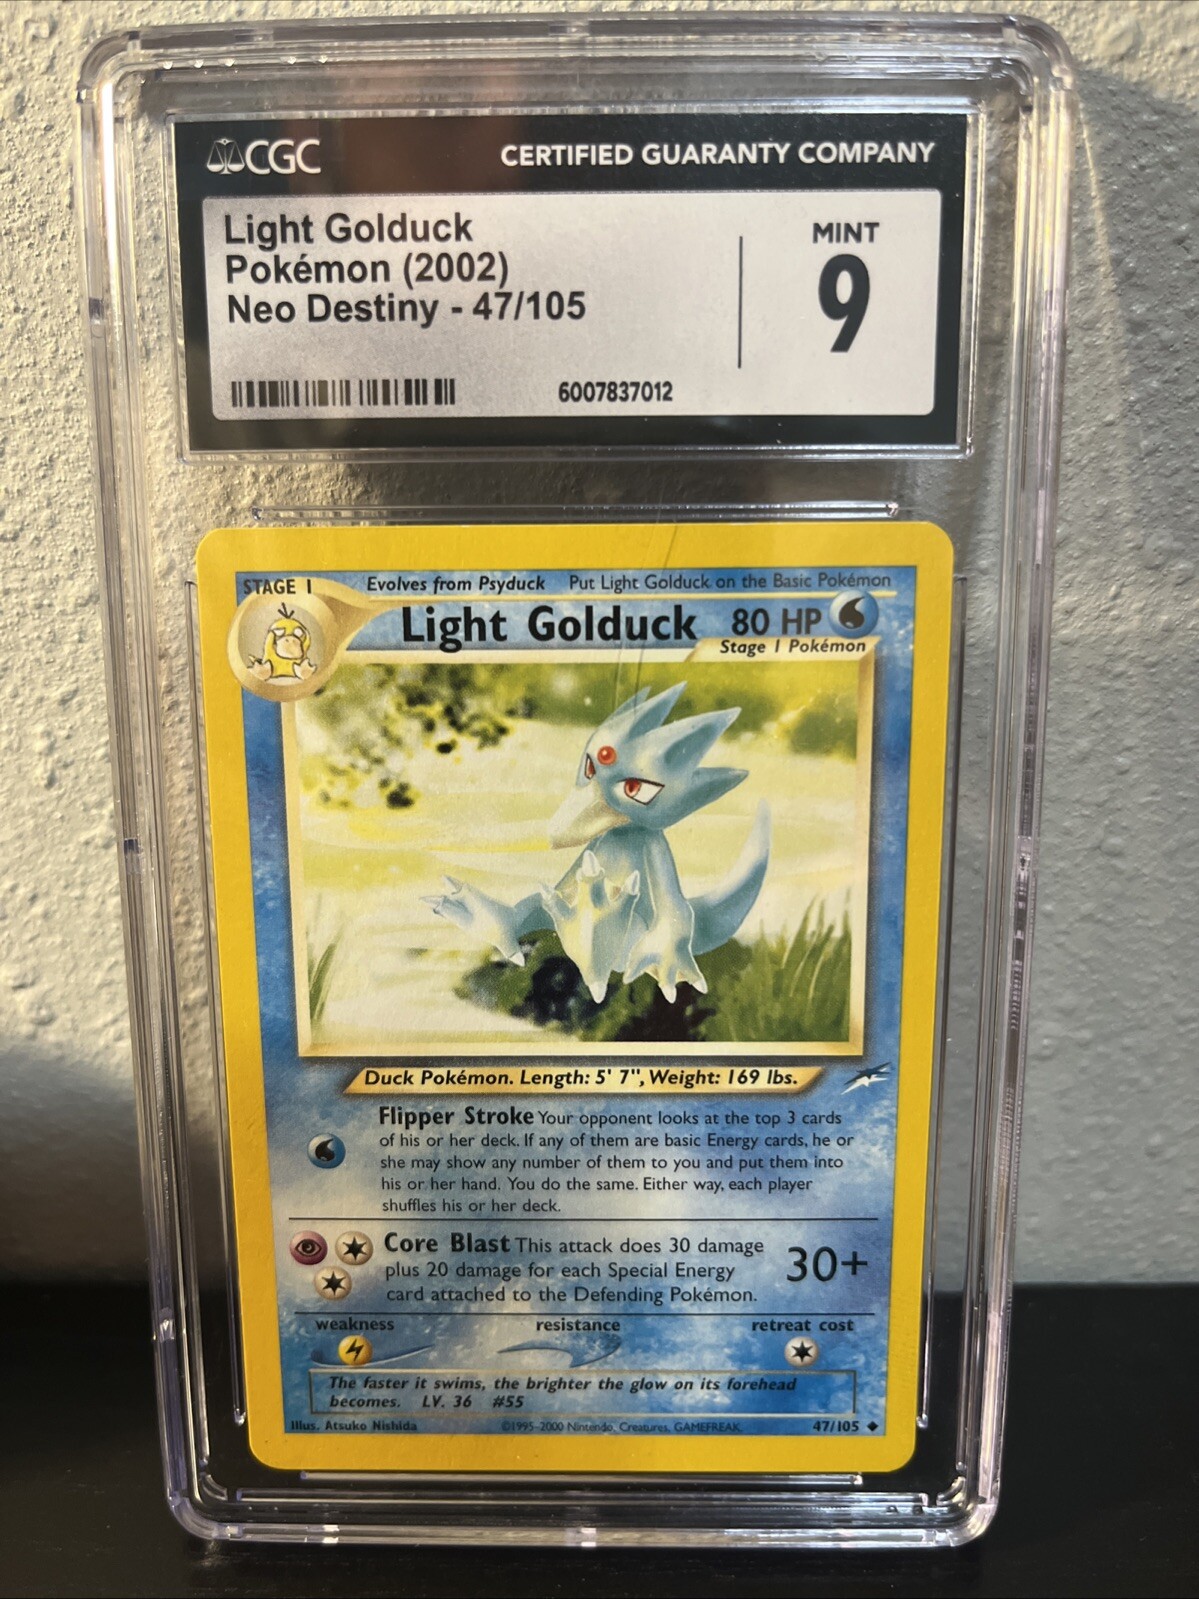 CGC CERTIFIED GUARANTY COMPANY
Light Golduck
Pokémon (2002)
Neo Destiny - 47/105
MINT
9
6007837012
STAGE 1 Evolves from Psyduck Put Light Golduck on the Basic Pokémon
Light Golduck 80 HP
Stage 1 Pokémon
Duck Pokémon. Length: 5' 7", Weight: 169 lbs.
Flipper Stroke Your opponent looks at the top 3 cards
of his or her deck. If any of them are basic Energy cards, he or
she may show any number of them to you and put them into
his or her hand. You do the same. Either way, each player
shuffles his or her deck.
Core Blast This attack does 30 damage
plus 20 damage for each Special Energy
card attached to the Defending Pokémon.
30+
weakness resistance retreat cost
The faster it swims, the brighter the glow on its forehead
becomes. LV. 36 #55
Illus. Atsuko Nishida ©1995-2000 Nintendo, Creatures, GAMEFREAK. 47/105